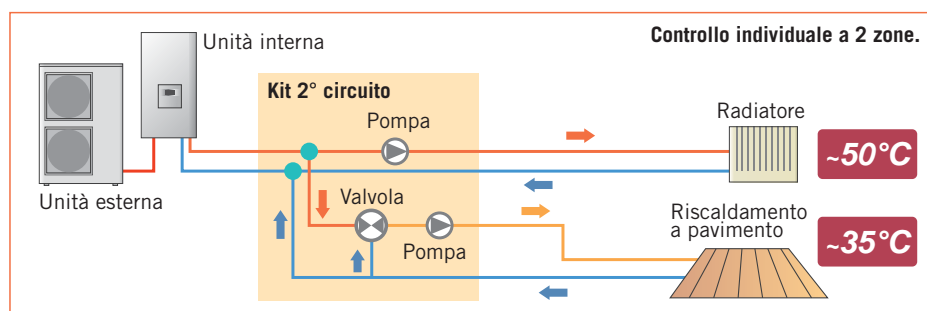 Controllo individuale a 2 zone.
Unità interna
Kit 2° circuito
Pompa
Radiatore
~50°C
Unità esterna
Valvola
Pompa
Riscaldamento
a pavimento
~35°C